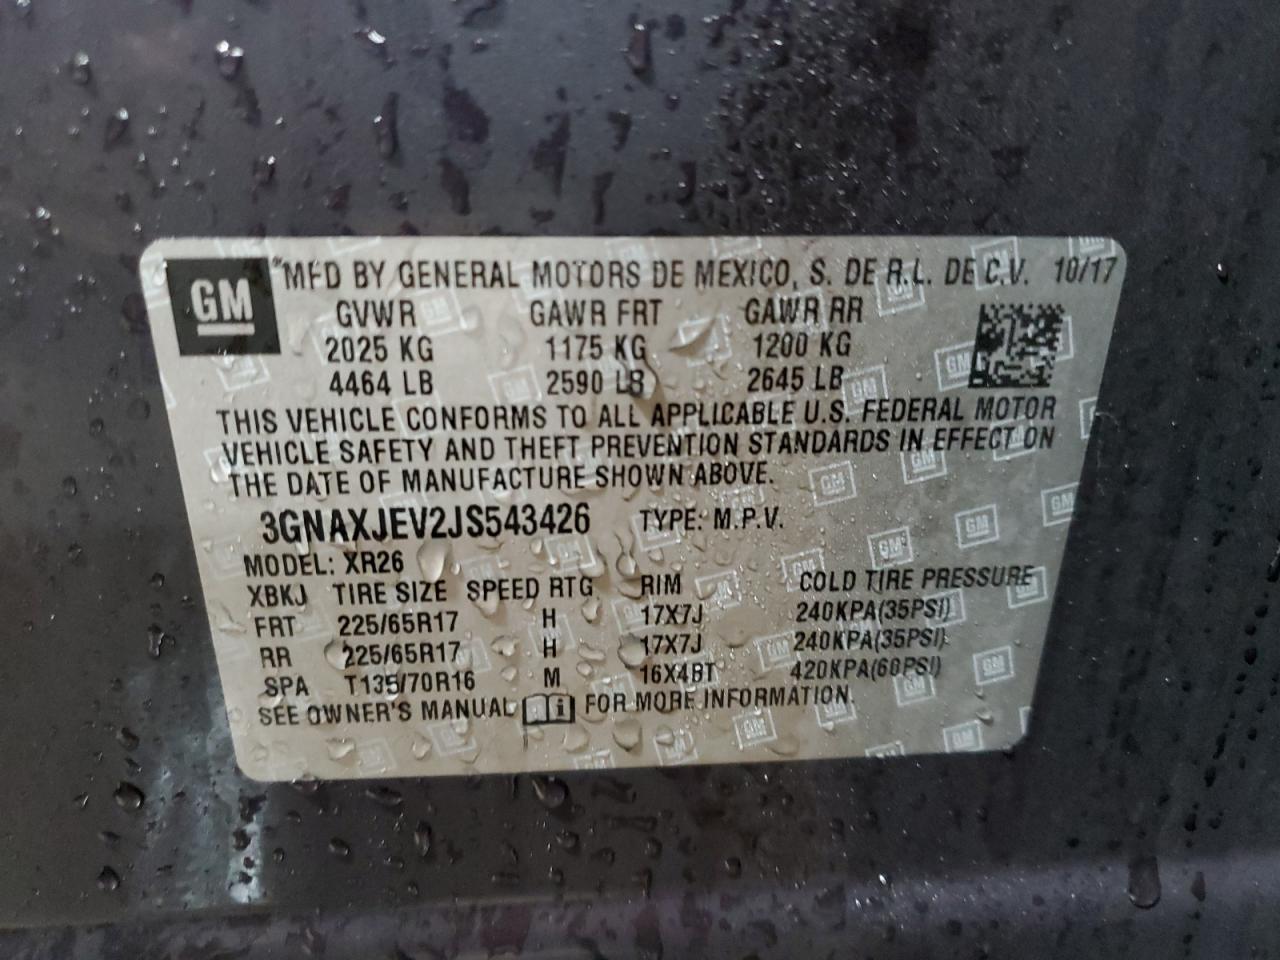 GM
MFD BY GENERAL MOTORS DE MEXICO, S. DE R.L. DE C.V. 10/17
GVWR GAWR FRT GAWR RR
2025 KG 1175 KG 1200 KG
4464 LB 2590 LB 2645 LB
THIS VEHICLE CONFORMS TO ALL APPLICABLE U.S. FEDERAL MOTOR
VEHICLE SAFETY AND THEFT PREVENTION STANDARDS IN EFFECT ON
THE DATE OF MANUFACTURE SHOWN ABOVE.
3GNAXJEV2JS543426 TYPE: M.P.V.
MODEL: XR26
XBKJ TIRE SIZE SPEED RTG RIM COLD TIRE PRESSURE
FRT 225/65R17 H 17X7J 240KPA(35PSI)
RR 225/65R17 H 17X7J 240KPA(35PSI)
SPA T135/70R16 M 16X4BT 420KPA(60PSI)
SEE OWNER'S MANUAL i FOR MORE INFORMATION.